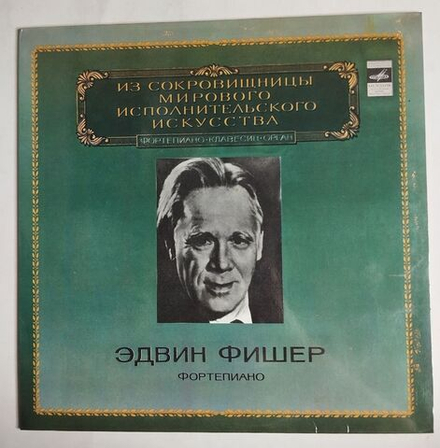 ИЗ СОКРОВИЩНИЦЫ
МИРОВОГО
ИСПОЛНИТЕЛЬСКОГО
ИСКУССТВА
ФОРТЕПИАНО·КЛАВЕСИН·ОРГАН
ЭДВИН ФИШЕР
ФОРТЕПИАНО